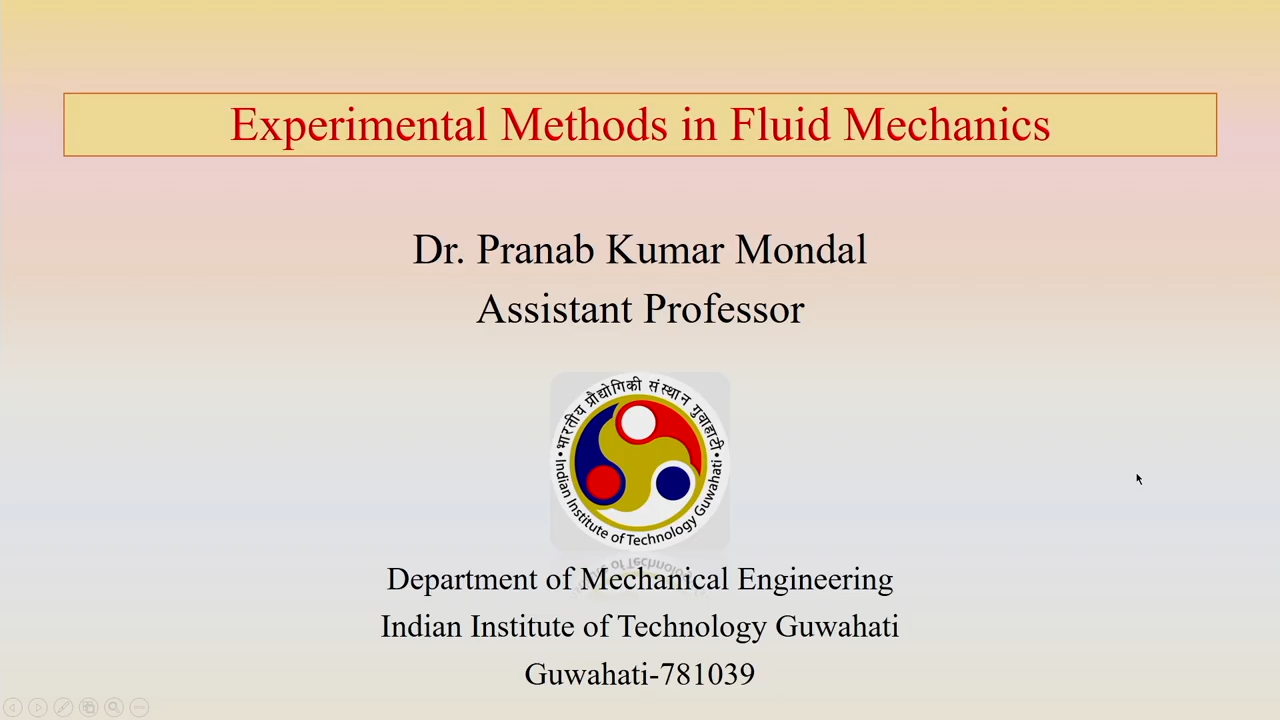 Experimental Methods in Fluid Mechanics
Dr. Pranab Kumar Mondal
Assistant Professor
भारतीय प्रौद्योगिकी संस्थान गुवाहाटी
Indian Institute of Technology Guwahati
Department of Mechanical Engineering
Indian Institute of Technology Guwahati
Guwahati-781039